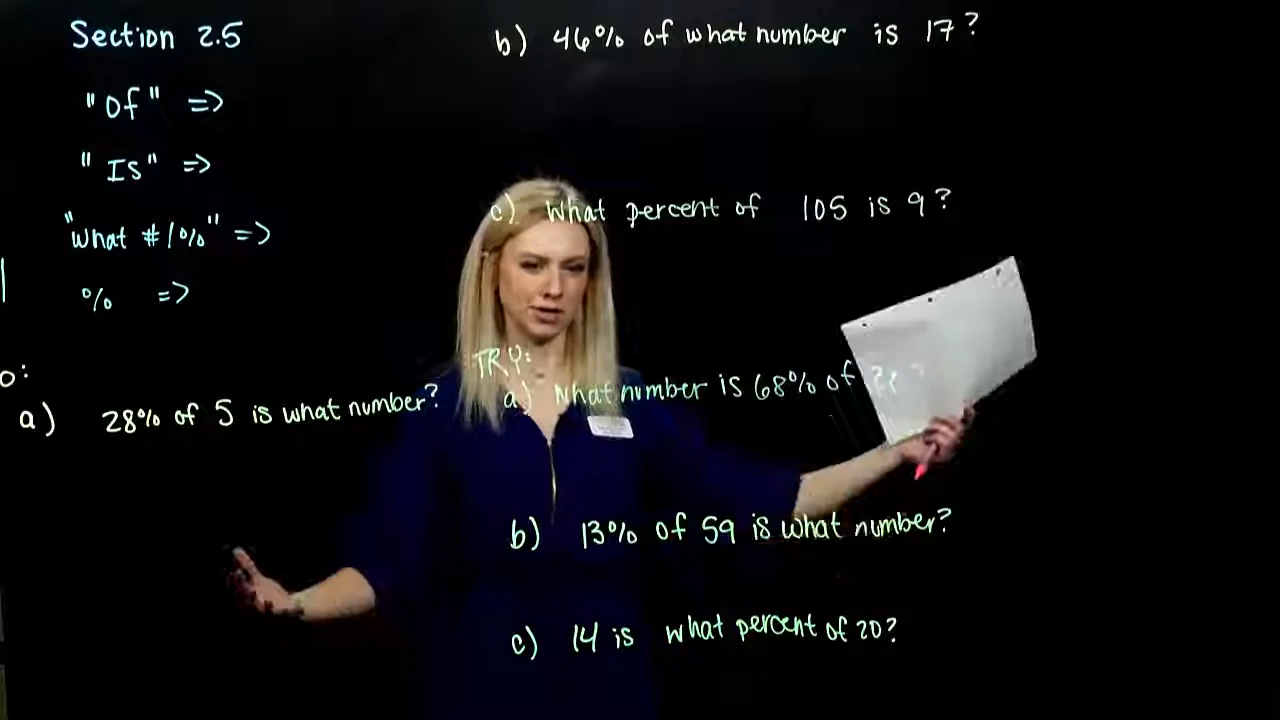 Section 2.5
"Of" =>
"Is" =>
"What #/%" =>
% =>
o:
a) 28% of 5 is what number?
b) 46% of what number is 17?
c) What percent of 105 is 9?
TRY:
a) What number is 68% of
b) 13% of 59 is what number?
c) 14 is what percent of 20?